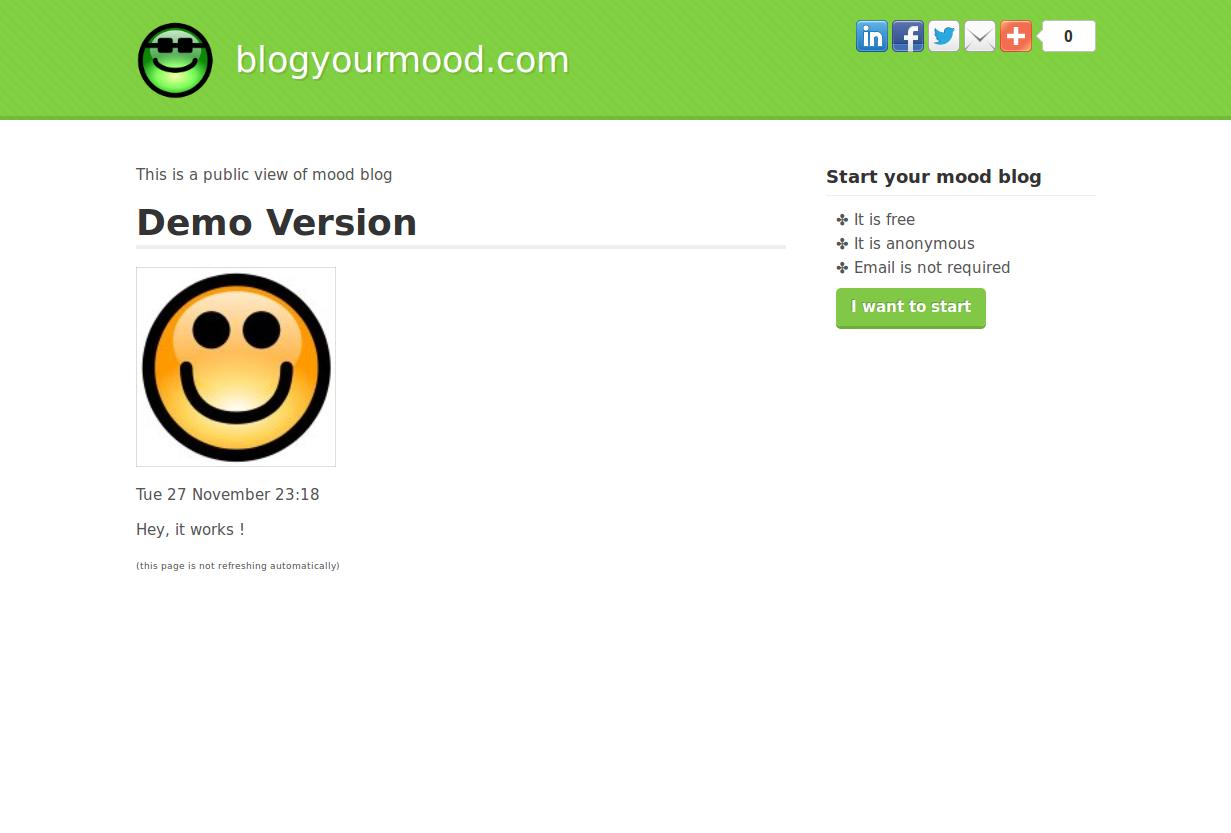 blogyourmood.com
0
This is a public view of mood blog
Demo Version
Tue 27 November 23:18
Hey, it works !
(this page is not refreshing automatically)
Start your mood blog
✤ It is free
✤ It is anonymous
✤ Email is not required
I want to start